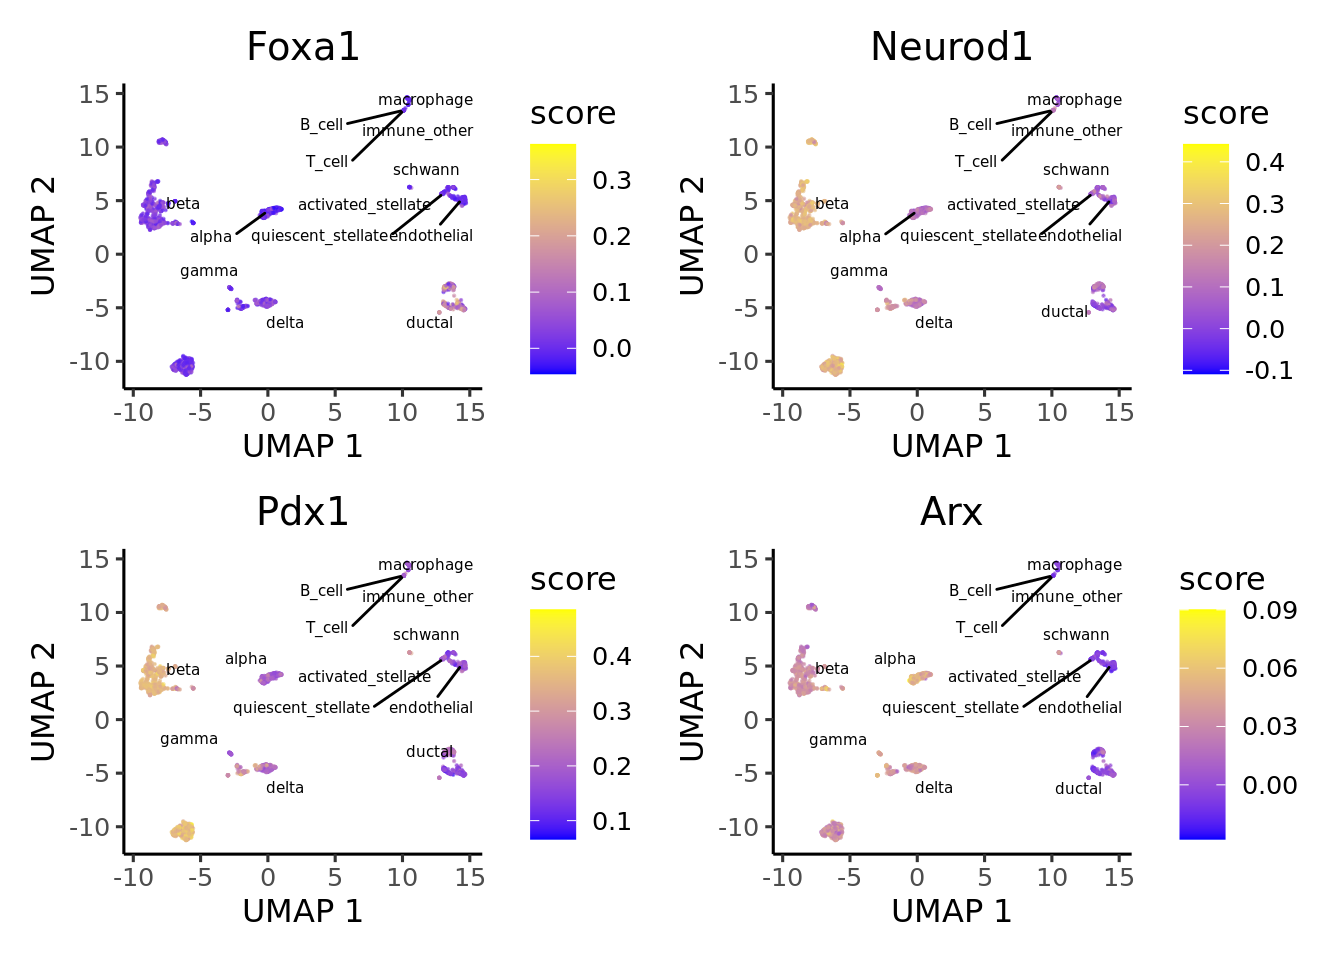 Foxa1
UMAP 2
15
10
5
0
-5
-10
macrophage
B_cell
immune_other
T_cell
schwann
beta
activated_stellate
alpha
quiescent_stellate
endothelial
gamma
delta
ductal
-10 -5 0 5 10 15
UMAP 1
score
0.3
0.2
0.1
0.0
Neurod1
UMAP 2
15
10
5
0
-5
-10
macrophage
B_cell
immune_other
T_cell
schwann
beta
activated_stellate
alpha
quiescent_stellate
endothelial
gamma
ductal
delta
-10 -5 0 5 10 15
UMAP 1
score
0.4
0.3
0.2
0.1
0.0
-0.1
Pdx1
UMAP 2
15
10
5
0
-5
-10
macrophage
B_cell
immune_other
T_cell
schwann
alpha
beta
activated_stellate
quiescent_stellate
endothelial
gamma
ductal
delta
-10 -5 0 5 10 15
UMAP 1
score
0.4
0.3
0.2
0.1
Arx
UMAP 2
15
10
5
0
-5
-10
macrophage
B_cell
immune_other
T_cell
schwann
alpha
beta
activated_stellate
quiescent_stellate
endothelial
gamma
delta
ductal
-10 -5 0 5 10 15
UMAP 1
score
0.09
0.06
0.03
0.00